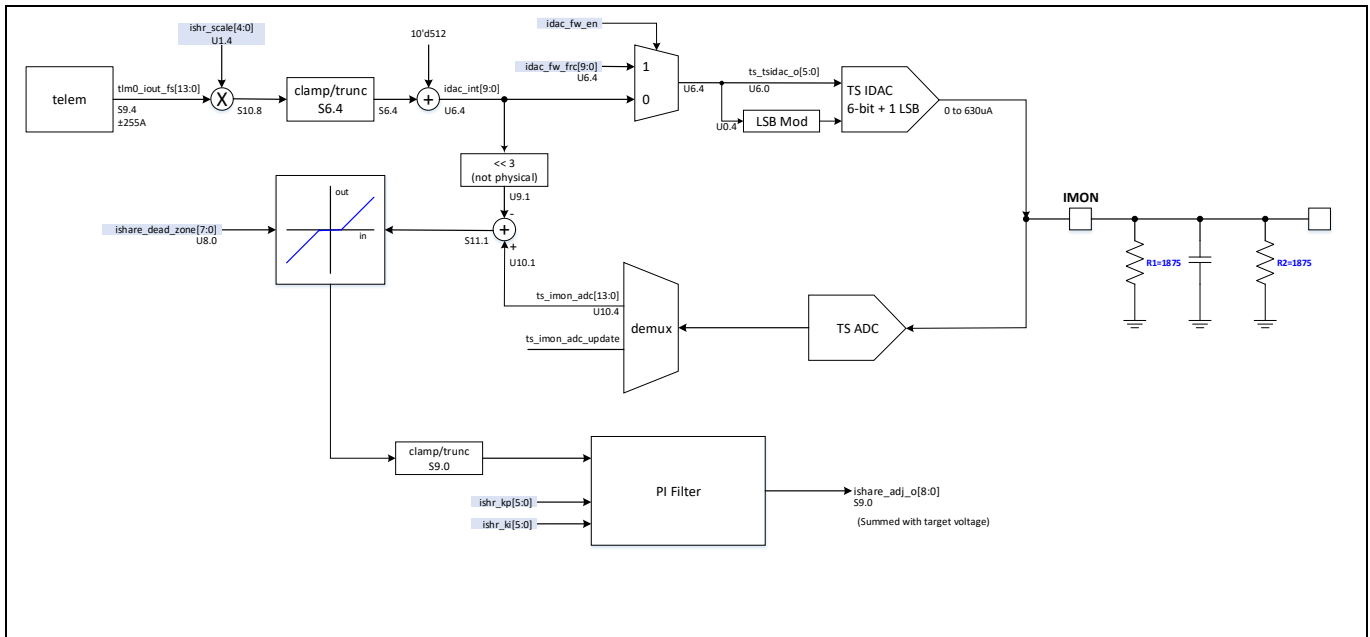 ishr_scale[4:0]
U1.4
10'd512
idac_fw_en
idac_fw_frc[9:0]
U6.4
1
0
telem
tlm0_iout_fs[13:0]
S9.4
±255A
X
S10.8
clamp/trunc
S6.4
S6.4
+
idac_int[9:0]
U6.4
U6.4
ts_tsidac_o[5:0]
U6.0
U0.4
LSB Mod
TS IDAC
6-bit + 1 LSB
0 to 630uA
<< 3
(not physical)
U9.1
-
+
+
S11.1
U10.1
out
in
ishare_dead_zone[7:0]
U8.0
IMON
R1=1875
R2=1875
ts_imon_adc[13:0]
U10.4
ts_imon_adc_update
demux
TS ADC
clamp/trunc
S9.0
PI Filter
ishr_kp[5:0]
ishr_ki[5:0]
ishare_adj_o[8:0]
S9.0
(Summed with target voltage)